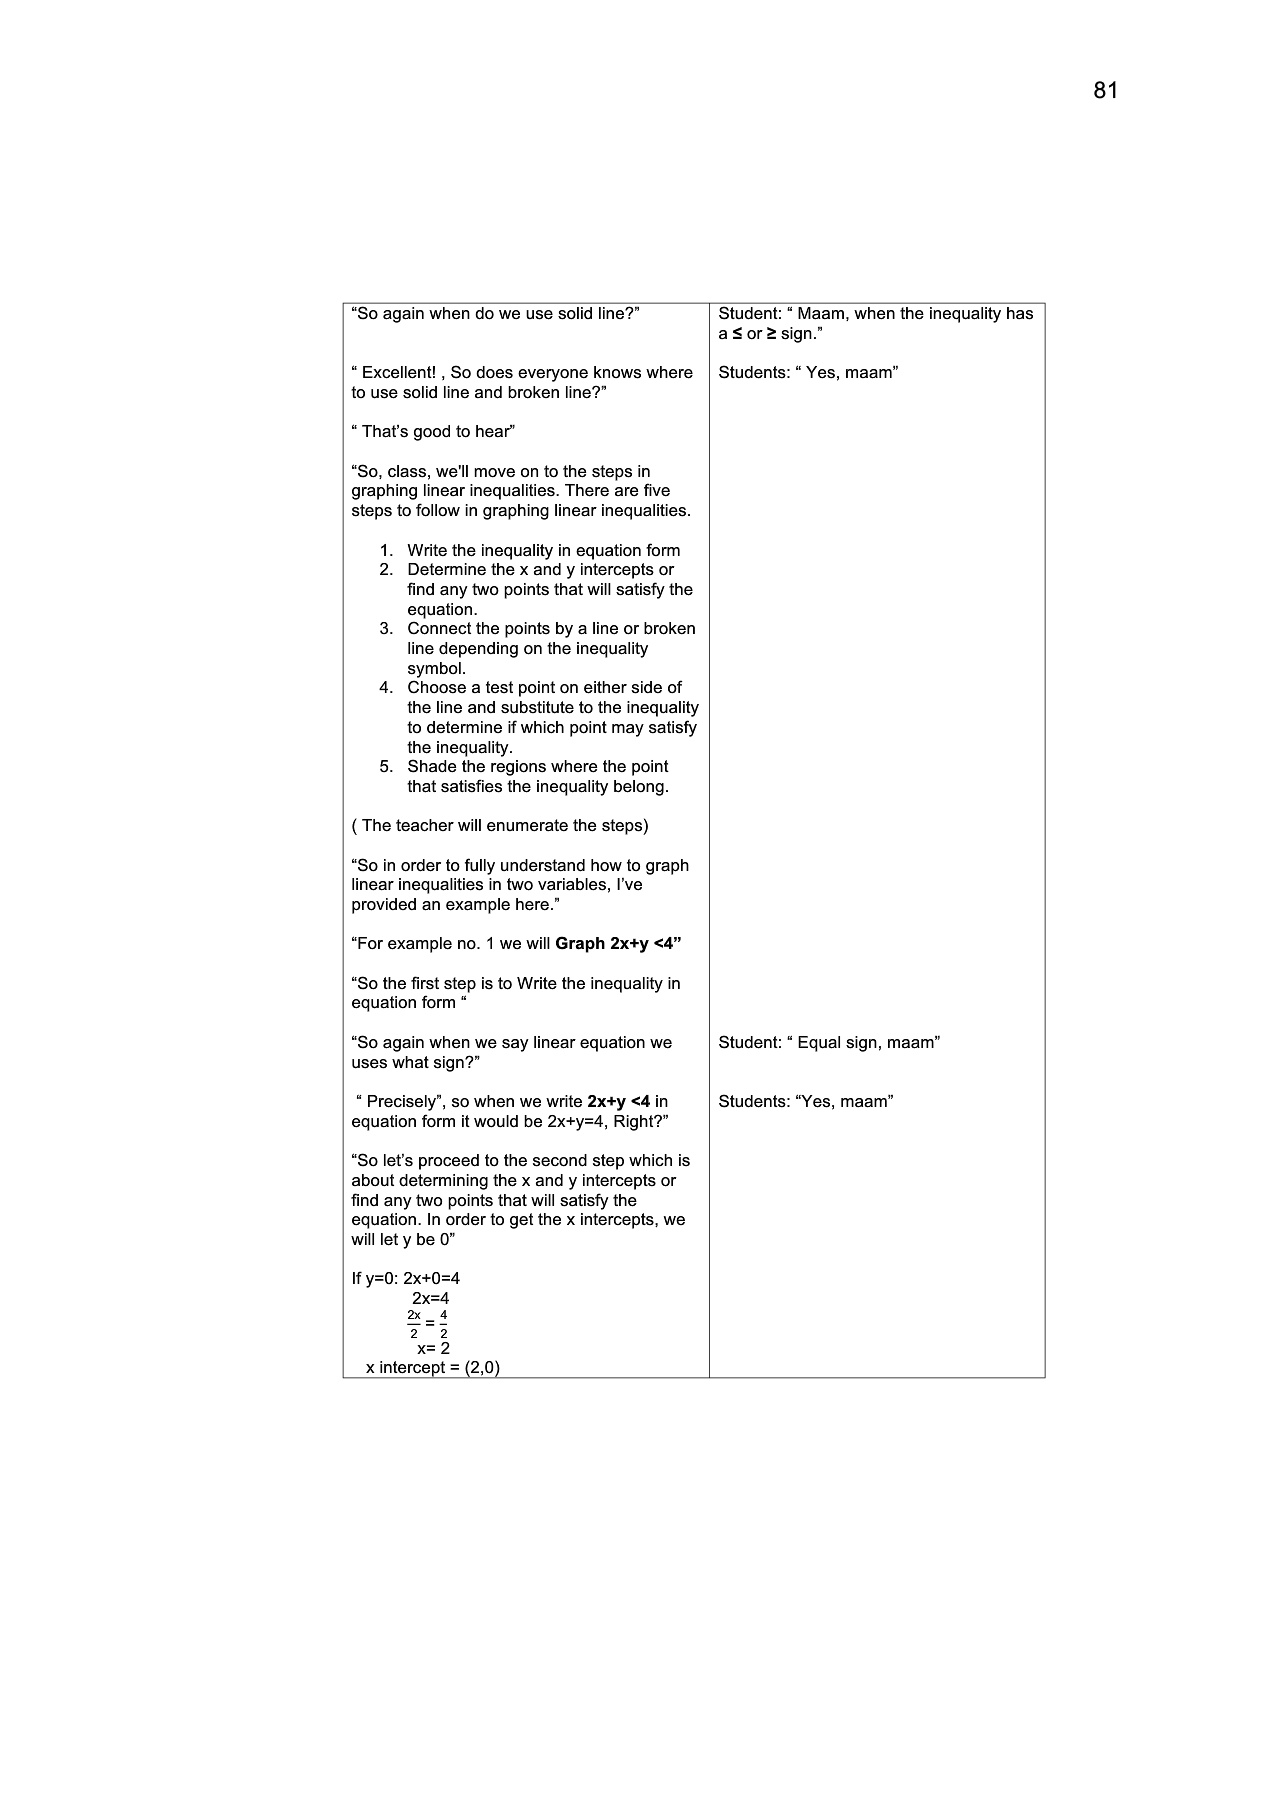 81
“So again when do we use solid line?”
Student: “ Maam, when the inequality has
a ≤ or ≥ sign.”
“ Excellent! , So does everyone knows where
to use solid line and broken line?”
Students: “ Yes, maam”
“ That’s good to hear”
“So, class, we'll move on to the steps in
graphing linear inequalities. There are five
steps to follow in graphing linear inequalities.
1. Write the inequality in equation form
2. Determine the x and y intercepts or
find any two points that will satisfy the
equation.
3. Connect the points by a line or broken
line depending on the inequality
symbol.
4. Choose a test point on either side of
the line and substitute to the inequality
to determine if which point may satisfy
the inequality.
5. Shade the regions where the point
that satisfies the inequality belong.
( The teacher will enumerate the steps)
“So in order to fully understand how to graph
linear inequalities in two variables, I’ve
provided an example here.”
“For example no. 1 we will Graph 2x+y <4”
“So the first step is to Write the inequality in
equation form “
“So again when we say linear equation we
uses what sign?”
Student: “ Equal sign, maam”
“ Precisely”, so when we write 2x+y <4 in
equation form it would be 2x+y=4, Right?”
Students: “Yes, maam”
“So let’s proceed to the second step which is
about determining the x and y intercepts or
find any two points that will satisfy the
equation. In order to get the x intercepts, we
will let y be 0”
If y=0: 2x+0=4
2x=4
2x/2 = 4/2
x= 2
x intercept = (2,0)